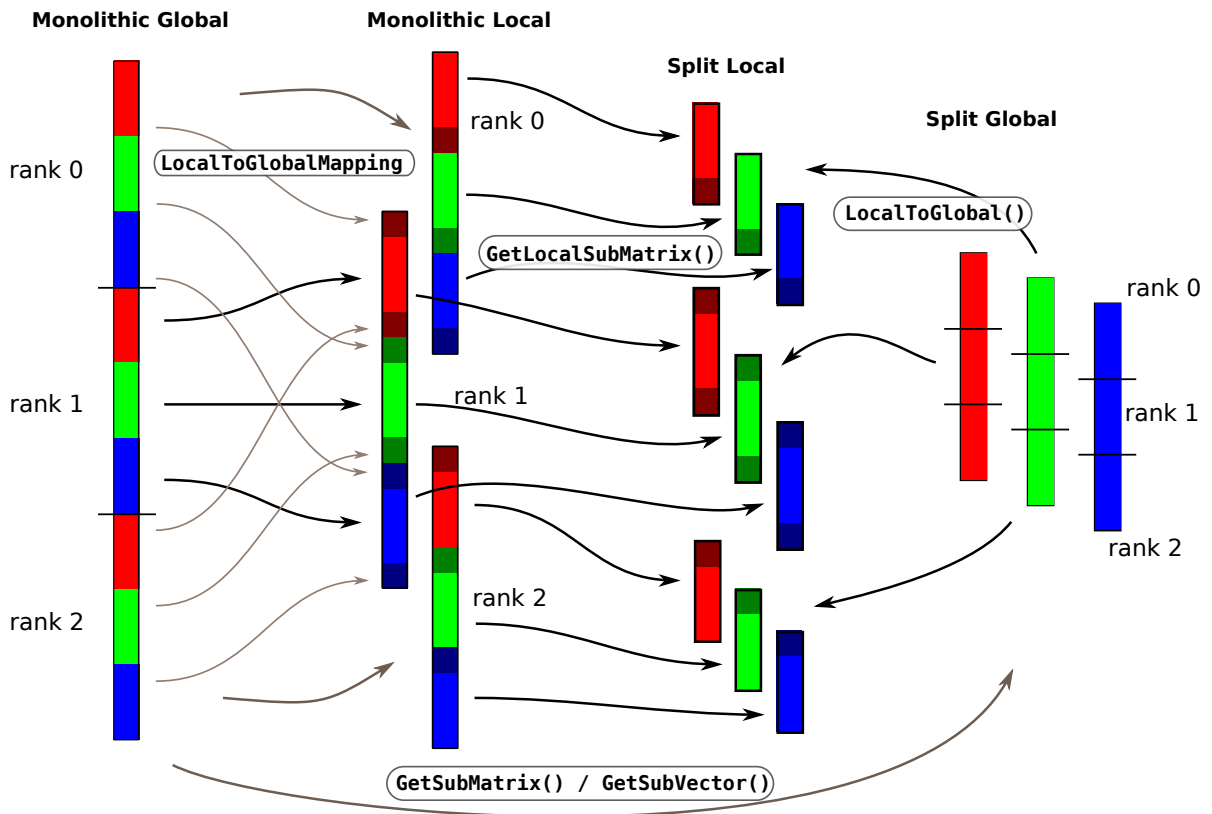 Monolithic Global
Monolithic Local
Split Local
Split Global
rank 0
LocalToGlobalMapping
rank 0
LocalToGlobal()
GetLocalSubMatrix()
rank 0
rank 1
rank 1
rank 1
rank 2
rank 2
rank 2
GetSubMatrix() / GetSubVector()